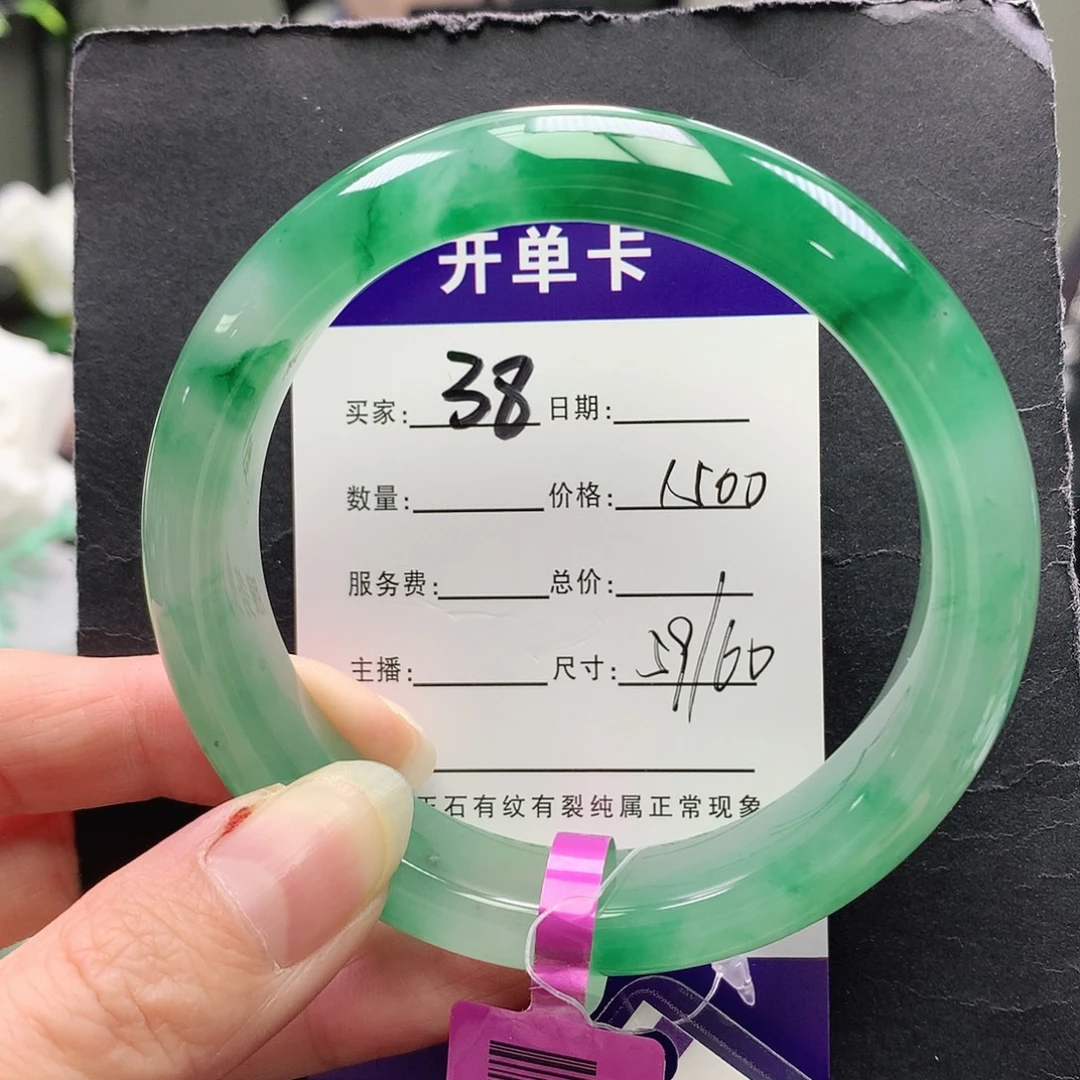 开单卡
买家: 38 日期:
数量: 价格: 1500
服务费: 总价:
主播: 尺寸: 59/60
石有纹有裂纯属正常现象